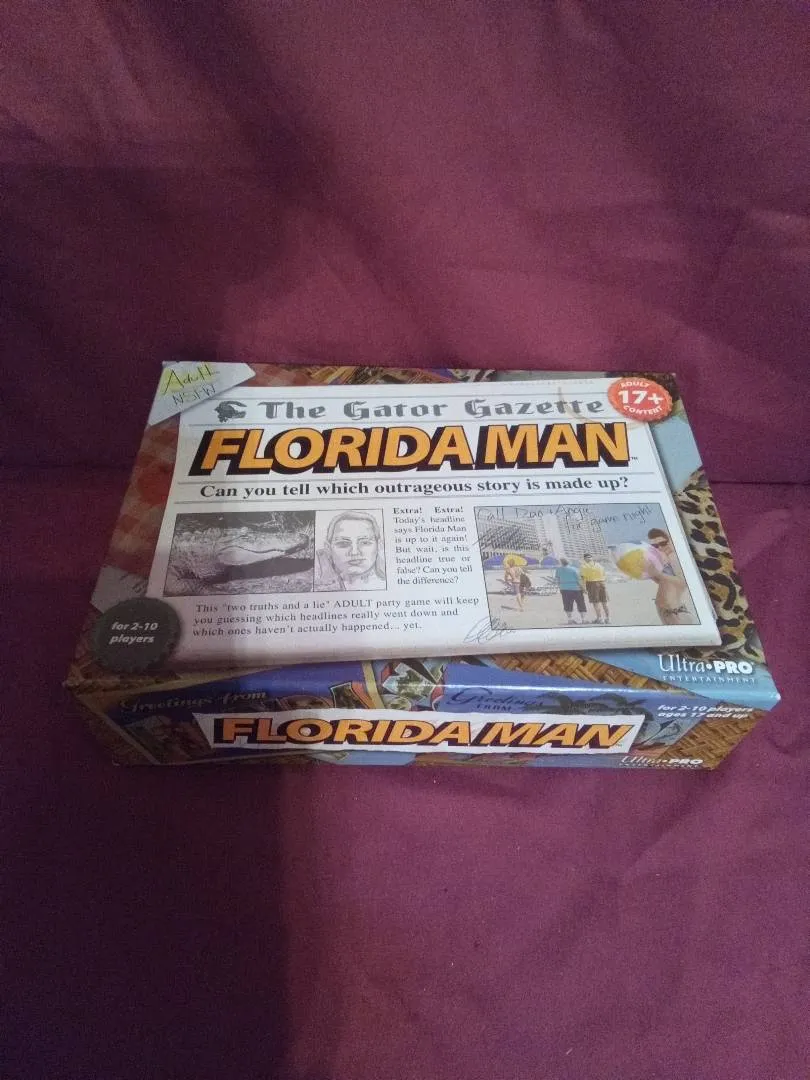 Adult
NSFW
ADULT
17+
CONTENT
The Gator Gazette
FLORIDA MAN™
Can you tell which outrageous story is made up?
Extra! Extra!
Today's headline
says Florida Man
is up to it again!
But wait, is this
headline true or
false? Can you tell
the difference?
Call Dan + Angie
for game night
This "two truths and a lie" ADULT party game will keep
you guessing which headlines really went down and
which ones haven't actually happened... yet.
for 2-10
players
Ultra•PRO
ENTERTAINMENT
Greetings from
Greetings
FROM
FLORIDA MAN
for 2-10 players
ages 17 and up
Ultra•PRO
ENTERTAINMENT